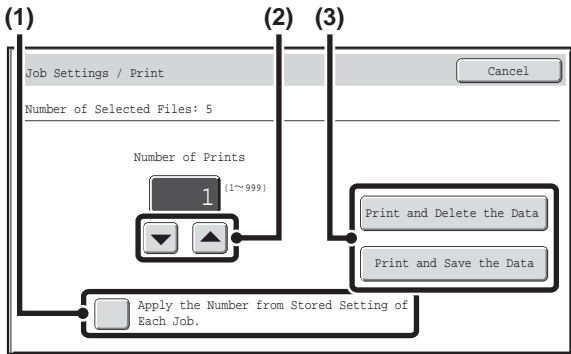 (1) (2) (3)
Job Settings / Print Cancel
Number of Selected Files: 5
Number of Prints
1 (1~999)
Print and Delete the Data
Print and Save the Data
Apply the Number from Stored Setting of
Each Job.